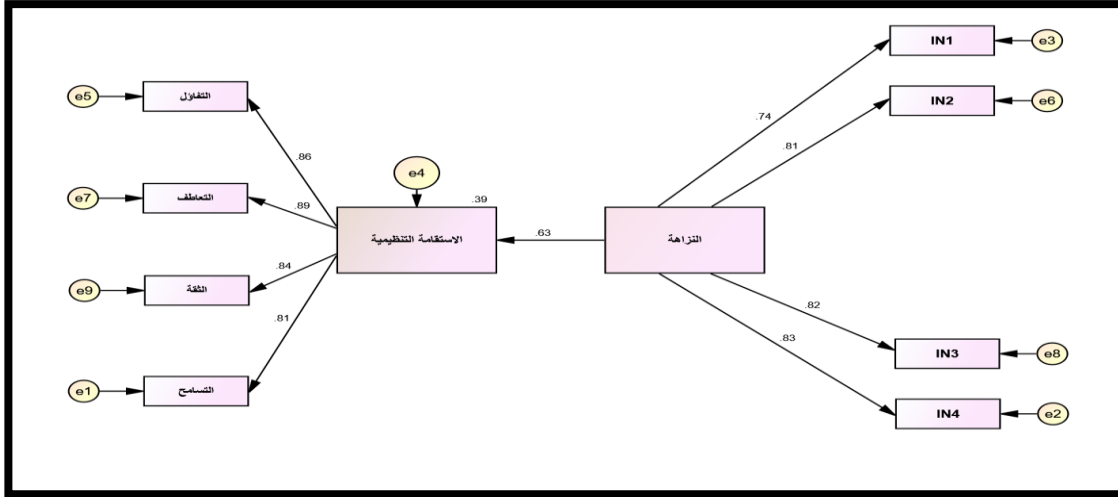 IN1
e3
e5
التفاؤل
IN2
e6
.74
.81
.86
e4
e7
التعاطف
.89
.39
الاستقامة التنظيمية
.63
النزاهة
.84
e9
الثقة
.82
.81
.83
IN3
e8
e1
التسامح
IN4
e2